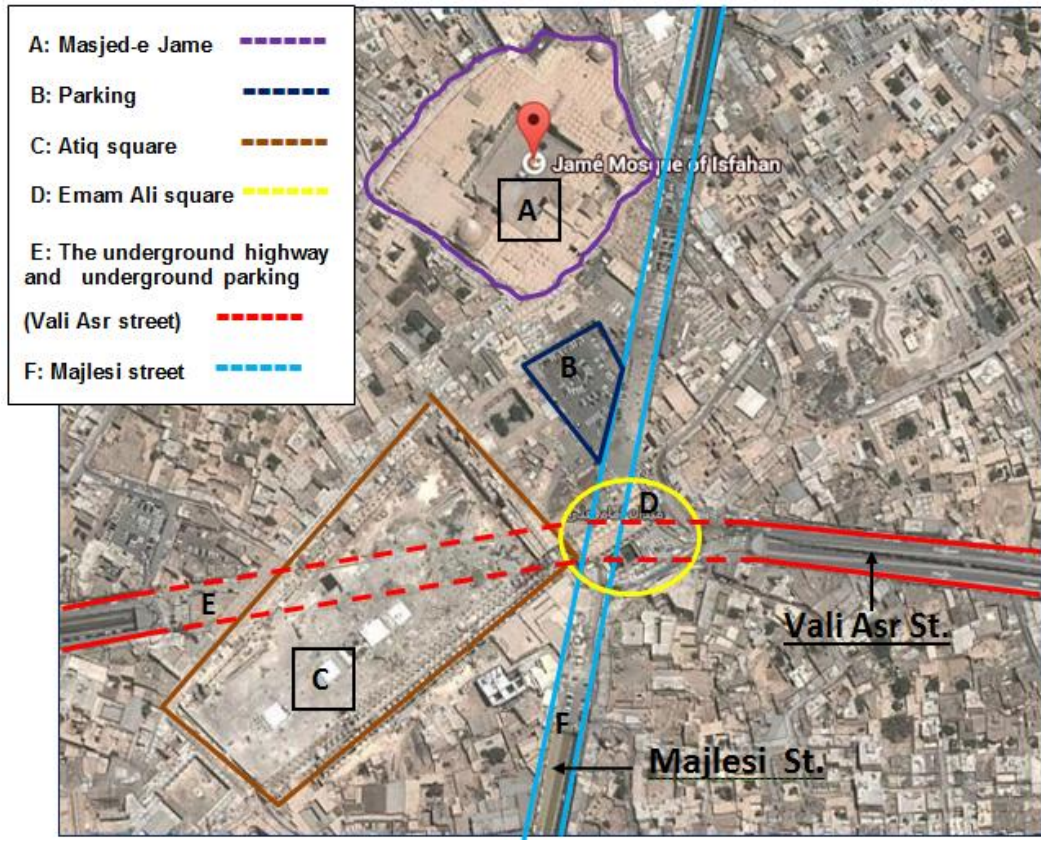 A: Masjed-e Jame
B: Parking
C: Atiq square
D: Emam Ali square
E: The underground highway
and underground parking
(Vali Asr street)
F: Majlesi street
Jamé Mosque of Isfahan
A
B
D
E
Vali Asr St.
C
F
Majlesi St.